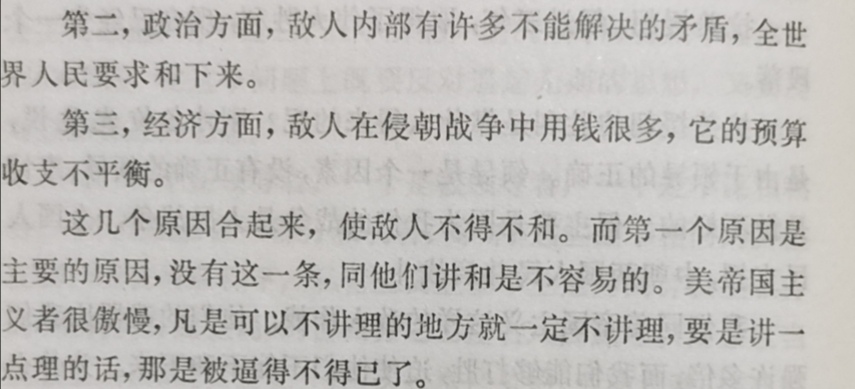 第二，政治方面，敌人内部有许多不能解决的矛盾，全世
界人民要求和下来。
第三，经济方面，敌人在侵朝战争中用钱很多，它的预算
收支不平衡。
这几个原因合起来，使敌人不得不和。而第一个原因是
主要的原因，没有这一条，同他们讲和是不容易的。美帝国主
义者很傲慢，凡是可以不讲理的地方就一定不讲理，要是讲一
点理的话，那是被逼得不得已了。